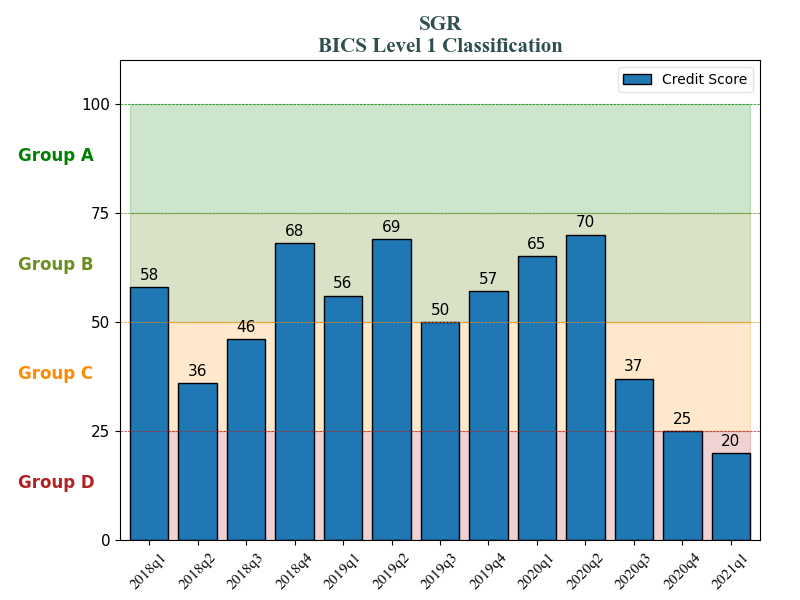 SGR
BICS Level 1 Classification
Credit Score
100
Group A
75
70
69
68
65
Group B
58
57
56
50
50
46
Group C
37
36
25
25
20
Group D
0
2018q1 2018q2 2018q3 2018q4 2019q1 2019q2 2019q3 2019q4 2020q1 2020q2 2020q3 2020q4 2021q1